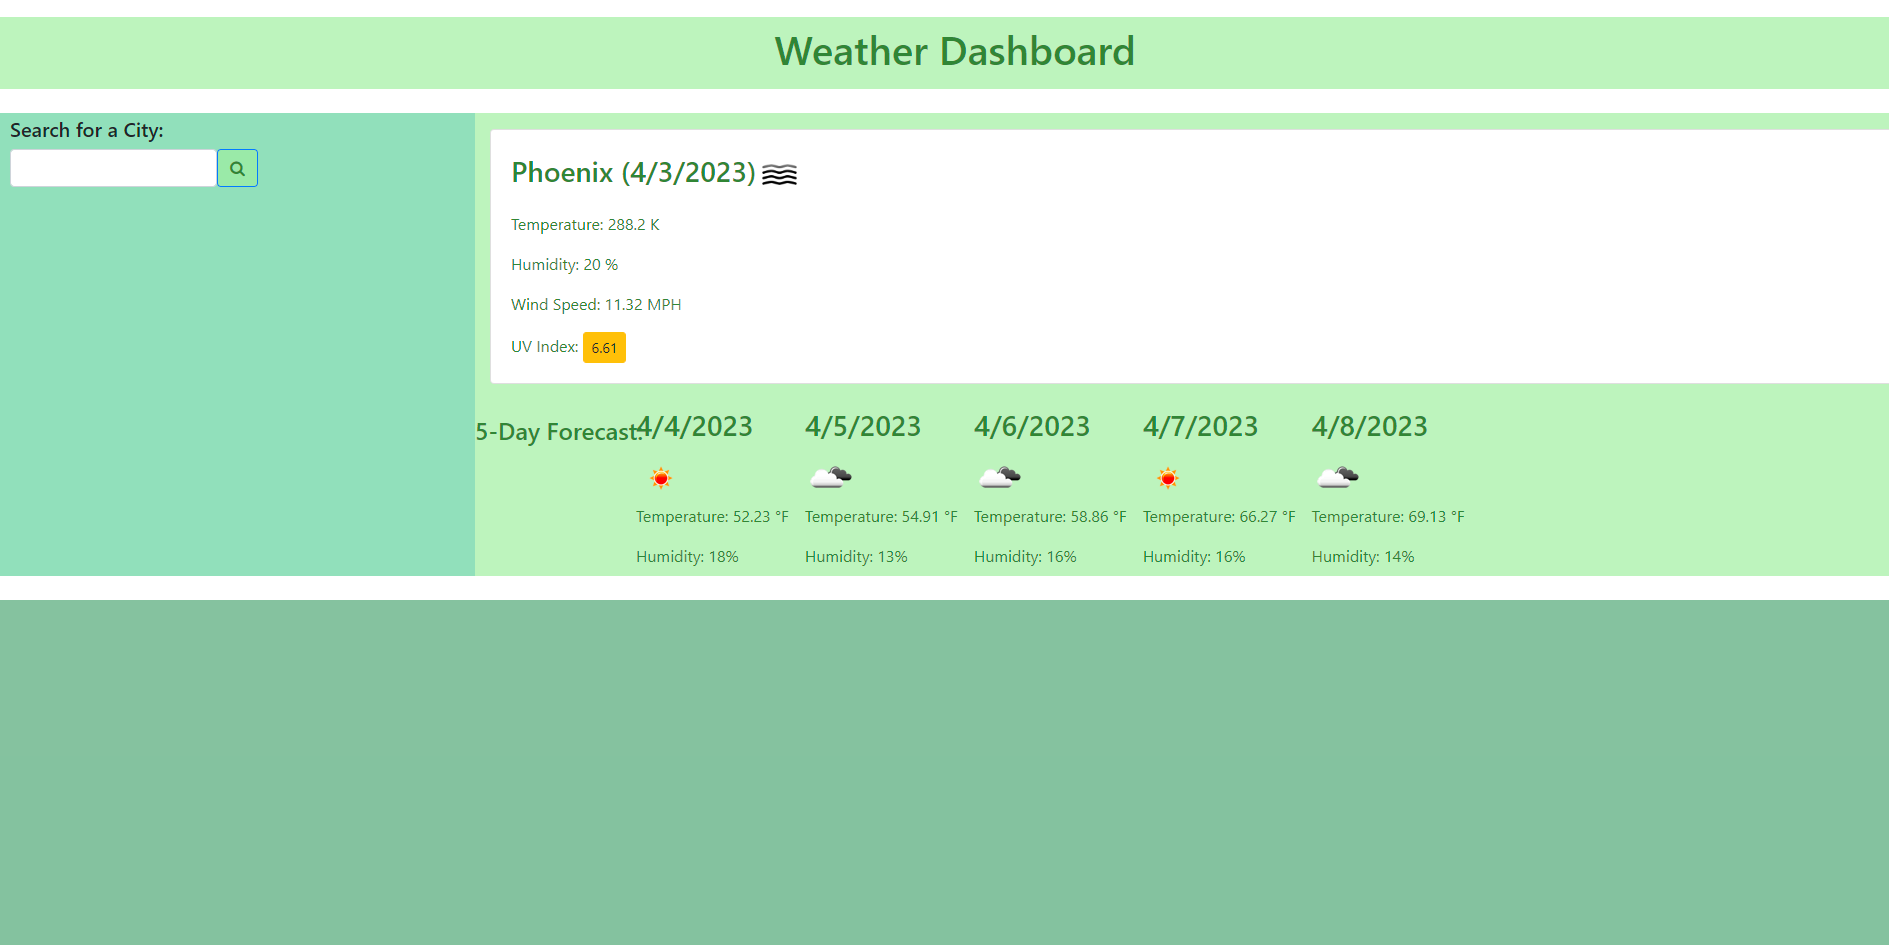 Weather Dashboard
Search for a City:
Phoenix (4/3/2023)
Temperature: 288.2 K
Humidity: 20 %
Wind Speed: 11.32 MPH
UV Index: 6.61
5-Day Forecast:
4/4/2023 4/5/2023 4/6/2023 4/7/2023 4/8/2023
Temperature: 52.23 °F Temperature: 54.91 °F Temperature: 58.86 °F Temperature: 66.27 °F Temperature: 69.13 °F
Humidity: 18% Humidity: 13% Humidity: 16% Humidity: 16% Humidity: 14%